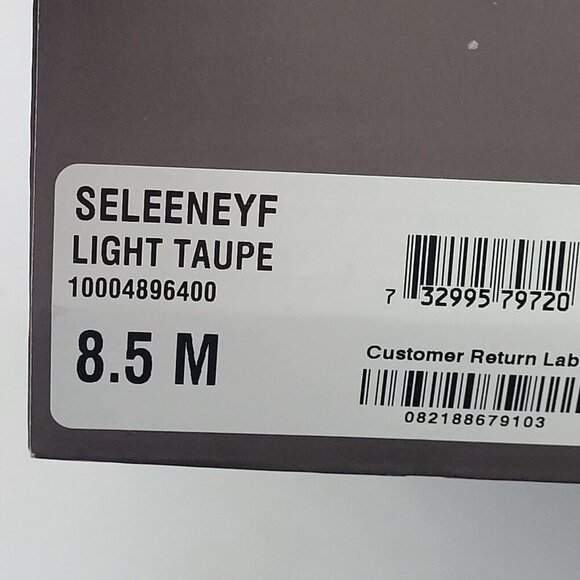 SELEENEYF
LIGHT TAUPE
10004896400
8.5 M
7 32995 79720
Customer Return Lab
082188679103